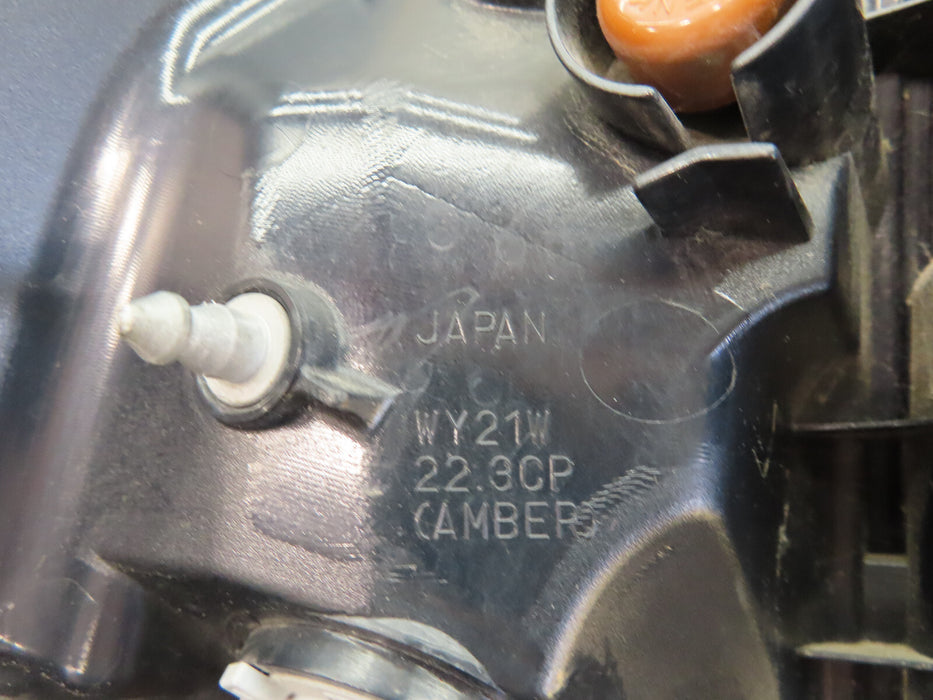 JAPAN
WY21W
22.3CP
(AMBER)